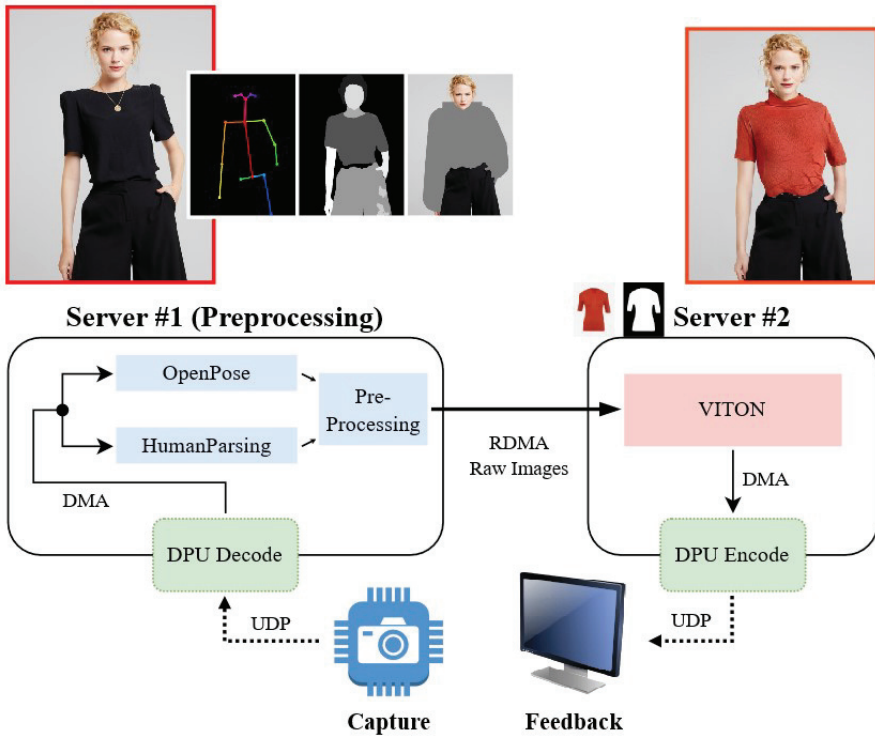 Server #1 (Preprocessing)
Server #2
OpenPose
HumanParsing
Pre-
Processing
DMA
DPU Decode
RDMA
Raw Images
VITON
DMA
DPU Encode
UDP
UDP
Capture
Feedback